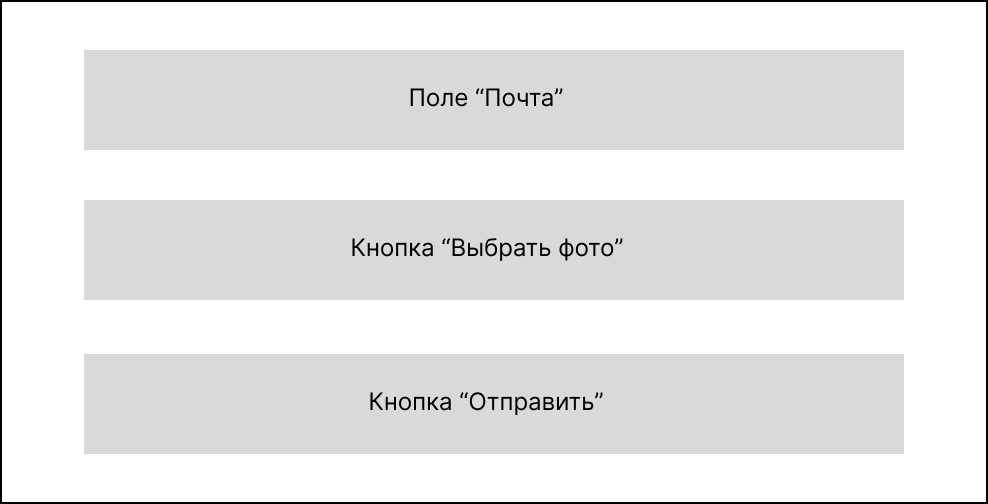 Поле “Почта”
Кнопка “Выбрать фото”
Кнопка “Отправить”